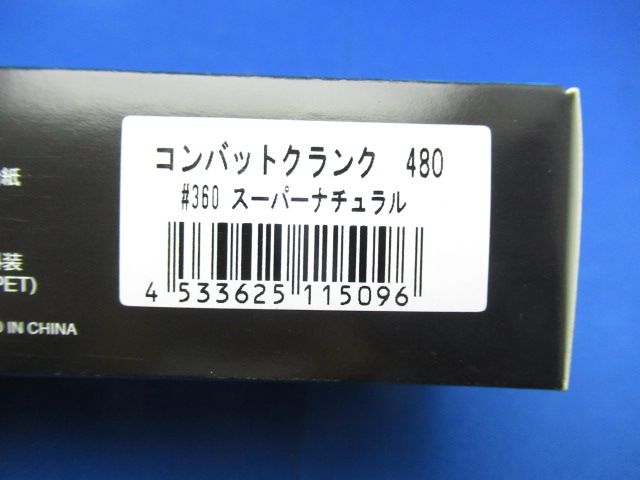 コンバットクランク 480
#360 スーパーナチュラル
4 533625 115096
紙
装
PET)
IN CHINA